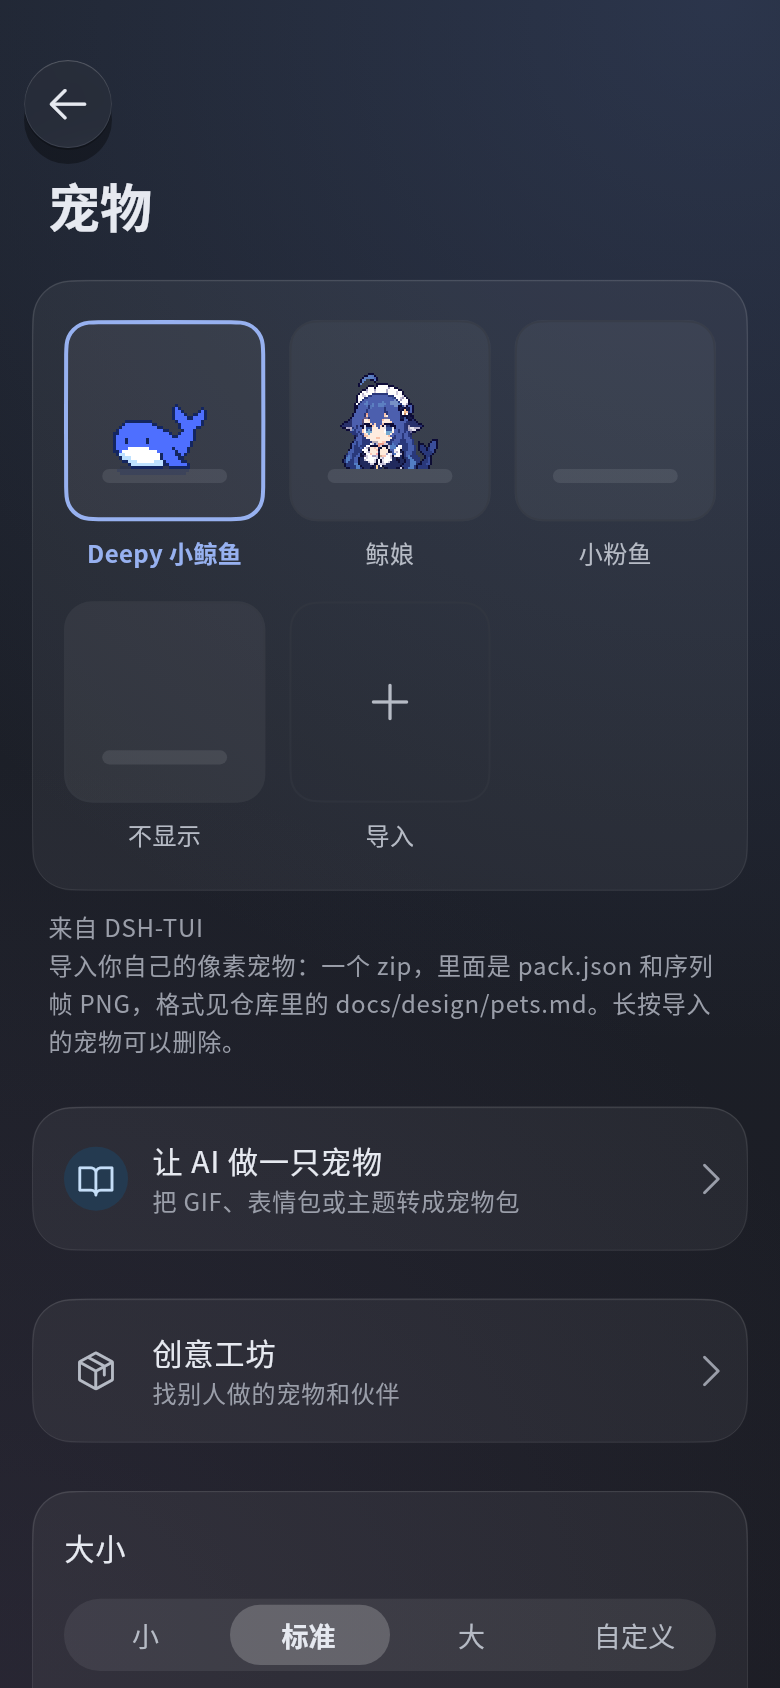 宠物
Deepy 小鲸鱼
鲸娘
小粉鱼
不显示
导入
来自 DSH-TUI
导入你自己的像素宠物：一个 zip，里面是 pack.json 和序列
帧 PNG，格式见仓库里的 docs/design/pets.md。长按导入
的宠物可以删除。
让 AI 做一只宠物
把 GIF、表情包或主题转成宠物包
创意工坊
找别人做的宠物和伙伴
大小
小 标准 大 自定义